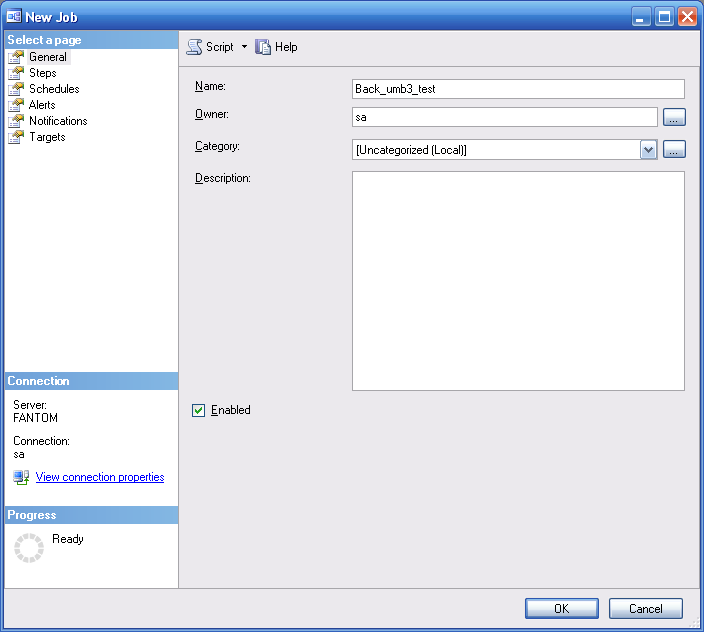 New Job
Select a page
General
Steps
Schedules
Alerts
Notifications
Targets
Script
Help
Name:
Back_umb3_test
Owner:
sa
...
Category:
[Uncategorized (Local)]
...
Description:
Enabled
Connection
Server:
FANTOM
Connection:
sa
View connection properties
Progress
Ready
OK
Cancel